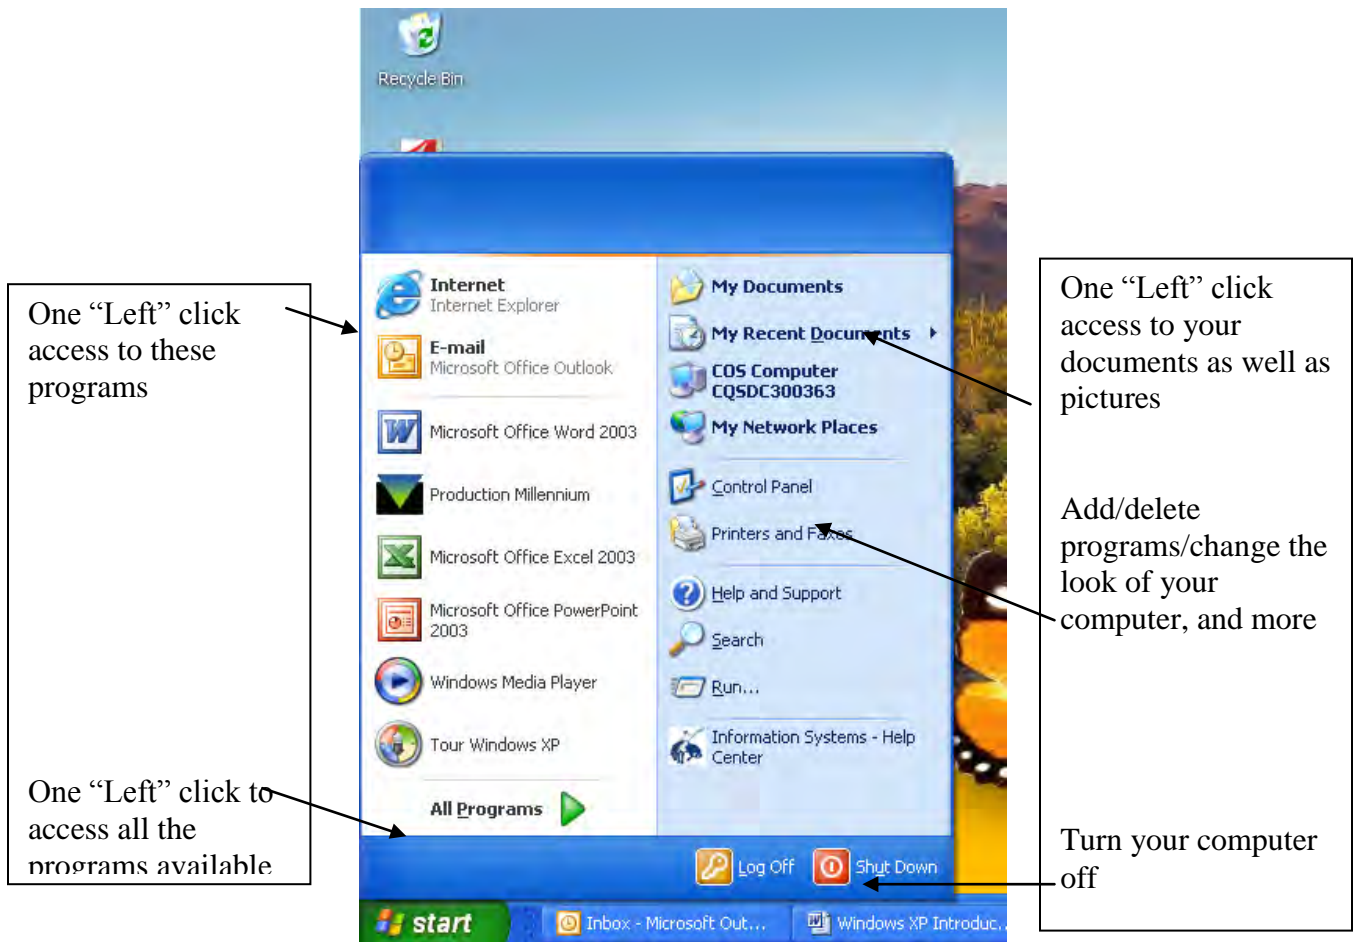 Recycle Bin
One “Left” click
access to these
programs
One “Left” click to
access all the
programs available
Internet
Internet Explorer
E-mail
Microsoft Office Outlook
Microsoft Office Word 2003
Production Millennium
Microsoft Office Excel 2003
Microsoft Office PowerPoint
2003
Windows Media Player
Tour Windows XP
All Programs
My Documents
My Recent Documents
COS Computer
CQSDC300363
My Network Places
Control Panel
Printers and Faxes
Help and Support
Search
Run...
Information Systems - Help
Center
Log Off
Shut Down
start
Inbox - Microsoft Out...
Windows XP Introduc...
One “Left” click
access to your
documents as well as
pictures
Add/delete
programs/change the
look of your
computer, and more
Turn your computer
off